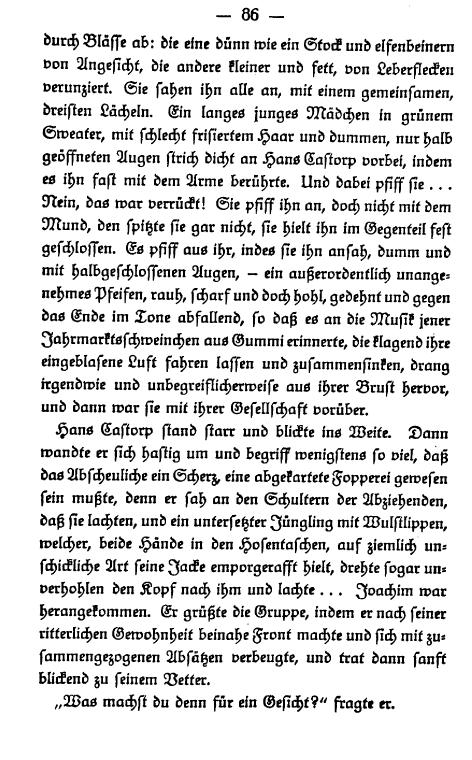 — 86 —
durch Blässe ab: die eine dünn wie ein Stock und elfenbeinern
von Angesicht, die andere kleiner und fett, von Leberflecken
verunziert. Sie sahen ihn alle an, mit einem gemeinsamen,
dreisten Lächeln. Ein langes junges Mädchen in grünem
Sweater, mit schlecht frisiertem Haar und dummen, nur halb
geöffneten Augen strich dicht an Hans Castorp vorbei, indem
es ihn fast mit dem Arme berührte. Und dabei pfiff sie ...
Nein, das war verrückt! Sie pfiff ihn an, doch nicht mit dem
Mund, den spitzte sie gar nicht, sie hielt ihn im Gegenteil fest
geschlossen. Es pfiff aus ihr, indes sie ihn ansah, dumm und
mit halbgeschlossenen Augen, – ein außerordentlich unange-
nehmes Pfeifen, rauh, scharf und doch hohl, gedehnt und gegen
das Ende im Tone abfallend, so daß es an die Musik jener
Jahrmarktsschweinchen aus Gummi erinnerte, die klagend ihre
eingeblasene Luft fahren lassen und zusammensinken, drang
irgendwie und unbegreiflicherweise aus ihrer Brust hervor,
und dann war sie mit ihrer Gesellschaft vorüber.
Hans Castorp stand starr und blickte ins Weite. Dann
wandte er sich hastig um und begriff wenigstens so viel, daß
das Abscheuliche ein Scherz, eine abgekartete Fopperei gewesen
sein mußte, denn er sah an den Schultern der Abziehenden,
daß sie lachten, und ein untersetzter Jüngling mit Wulstlippen,
welcher, beide Hände in den Hosentaschen, auf ziemlich un-
schickliche Art seine Jacke emporgerafft hielt, drehte sogar un-
verhohlen den Kopf nach ihm und lachte ... Joachim war
herangekommen. Er grüßte die Gruppe, indem er nach seiner
ritterlichen Gewohnheit beinahe Front machte und sich mit zu-
sammengezogenen Absätzen verbeugte, und trat dann sanft
blickend zu seinem Vetter.
„Was machst du denn für ein Gesicht?“ fragte er.